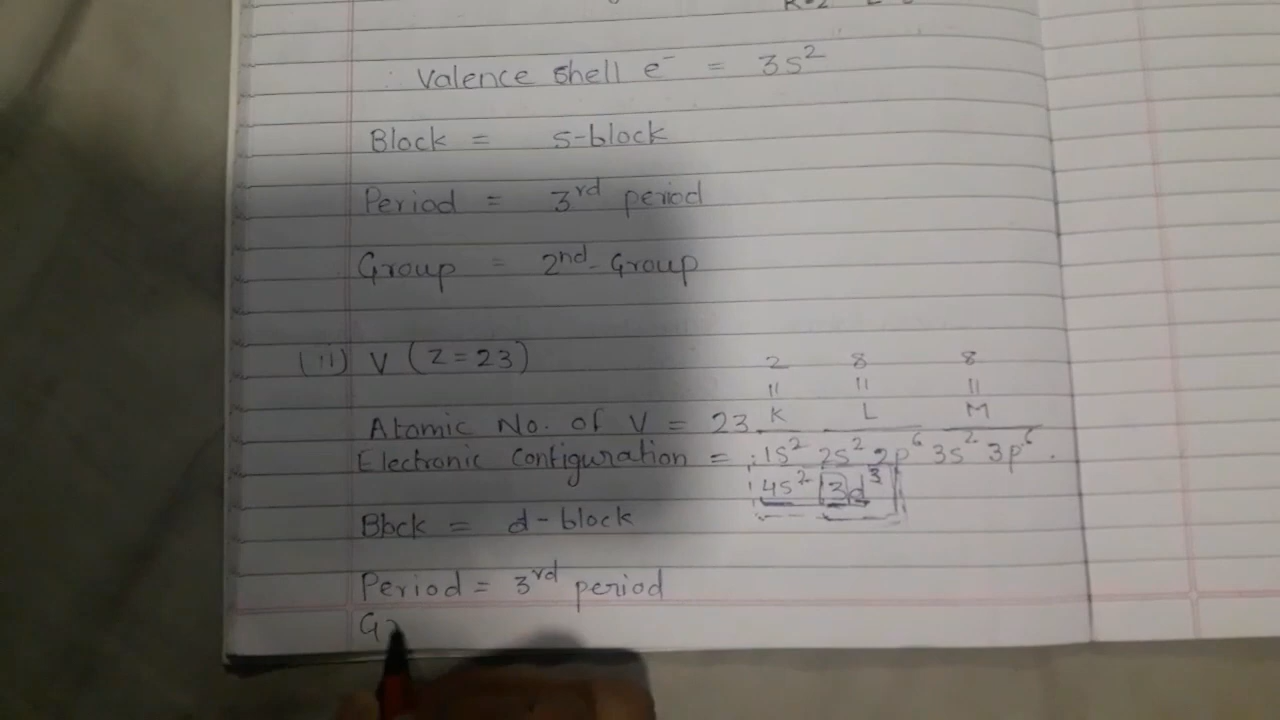 Valence shell e⁻ = 3s²
Block = s-block
Period = 3rd period
Group = 2nd Group
(ii) V (Z=23)
2 8 8
|| || ||
K L M
Atomic No. of V = 23.
Electronic Configuration = 1s² 2s² 2p⁶ 3s² 3p⁶.
4s² 3d³
Block = d-block
Period = 3rd period